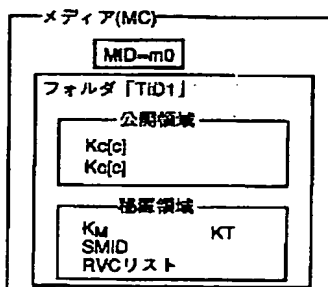 メディア(MC)
MID=m0
フォルダ「TID1」
公開領域
Kc[c]
Kc[c]
秘匿領域
KM KT
SMID
RVCリスト